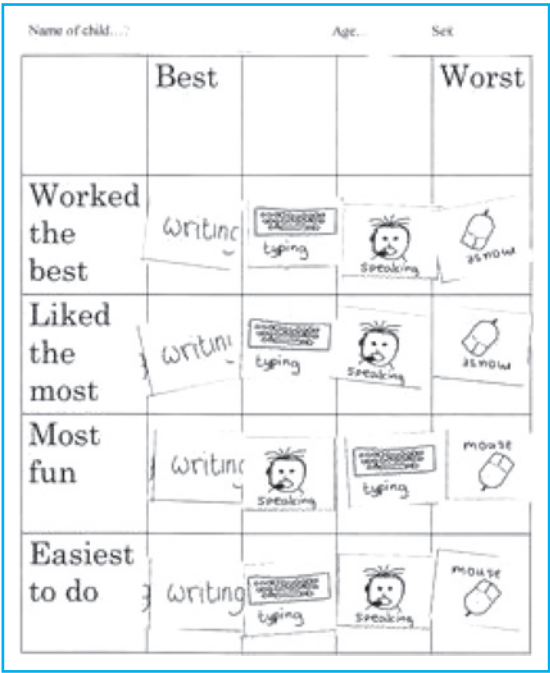 Name of child...? Age... Sex
Best Worst
Worked
the
best
writing typing speaking mouse
Liked
the
most
writing typing speaking mouse
Most
fun
writing speaking typing mouse
Easiest
to do
writing typing speaking mouse